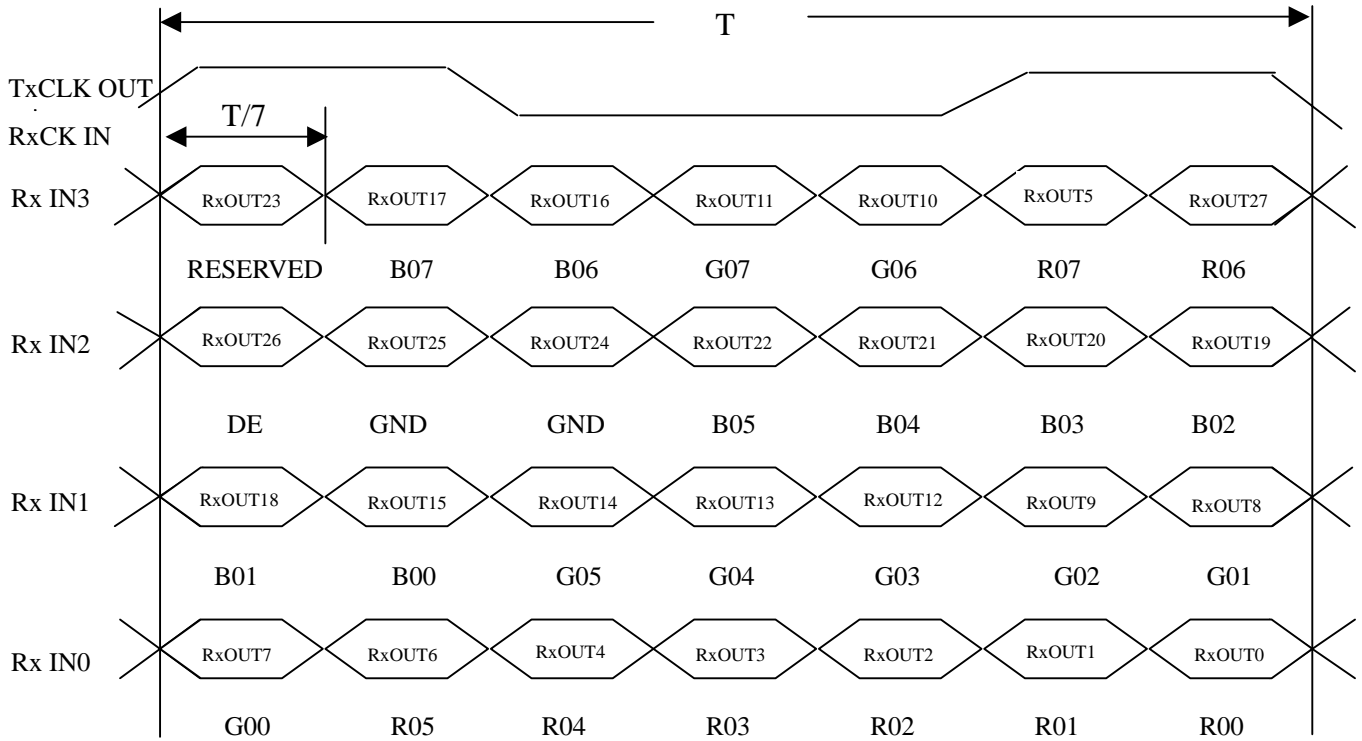 T
TxCLK OUT
RxCK IN
T/7
Rx IN3 RxOUT23 RxOUT17 RxOUT16 RxOUT11 RxOUT10 RxOUT5 RxOUT27
RESERVED B07 B06 G07 G06 R07 R06
Rx IN2 RxOUT26 RxOUT25 RxOUT24 RxOUT22 RxOUT21 RxOUT20 RxOUT19
DE GND GND B05 B04 B03 B02
Rx IN1 RxOUT18 RxOUT15 RxOUT14 RxOUT13 RxOUT12 RxOUT9 RxOUT8
B01 B00 G05 G04 G03 G02 G01
Rx IN0 RxOUT7 RxOUT6 RxOUT4 RxOUT3 RxOUT2 RxOUT1 RxOUT0
G00 R05 R04 R03 R02 R01 R00